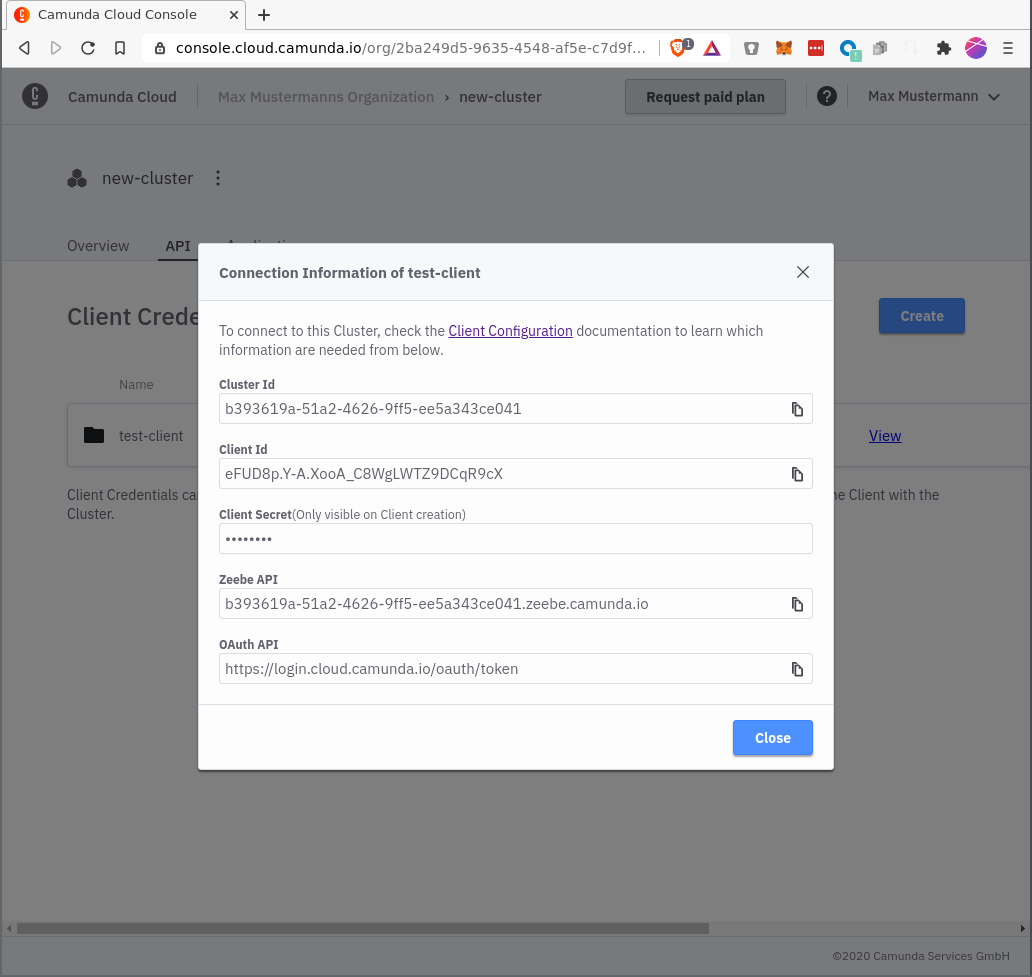 Camunda Cloud Console
console.cloud.camunda.io/org/2ba249d5-9635-4548-af5e-c7d9f...
1
Camunda Cloud
Max Mustermanns Organization › new-cluster
Request paid plan
Max Mustermann
new-cluster
Overview
API
Connection Information of test-client
To connect to this Cluster, check the Client Configuration documentation to learn which
information are needed from below.
Cluster Id
b393619a-51a2-4626-9ff5-ee5a343ce041
Client Id
eFUD8p.Y-A.XooA_C8WgLWTZ9DCqR9cX
Client Secret(Only visible on Client creation)
••••••••
Zeebe API
b393619a-51a2-4626-9ff5-ee5a343ce041.zeebe.camunda.io
OAuth API
https://login.cloud.camunda.io/oauth/token
Close
Client Crede
Create
Name
test-client
View
Client Credentials ca
he Client with the
Cluster.
©2020 Camunda Services GmbH